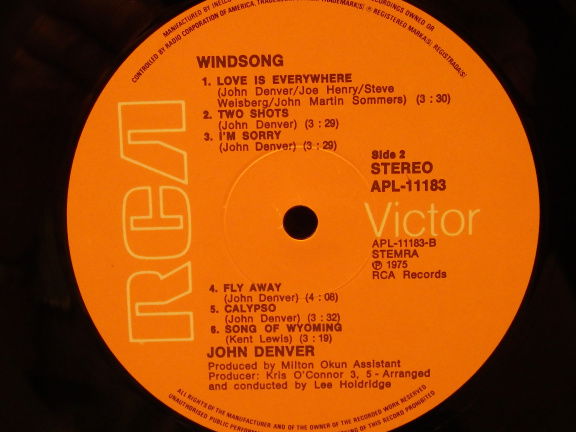 MANUFACTURED BY
RECORDINGS OWNED OR
CONTROLLED BY RADIO CORPORATION OF AMERICA. TRADEMARK(S) ® REGISTERED MARKA(S) REGISTRADA(S)
WINDSONG
1. LOVE IS EVERYWHERE
(John Denver/Joe Henry/Steve
Weisberg/John Martin Sommers) (3 : 30)
2. TWO SHOTS
(John Denver) (3 : 29)
3. I'M SORRY
(John Denver) (3 : 29)
RCA
Side 2
STEREO
APL-11183
Victor
APL-11183-B
STEMRA
℗ 1975
RCA Records
4. FLY AWAY
(John Denver) (4 : 08)
5. CALYPSO
(John Denver) (3 : 32)
6. SONG OF WYOMING
(Kent Lewis) (3 : 19)
JOHN DENVER
Produced by Milton Okun Assistant
Producer: Kris O'Connor 3, 5 - Arranged
and conducted by Lee Holdridge
ALL RIGHTS OF THE MANUFACTURER AND OF THE OWNER OF THE RECORDED WORK RESERVED
UNAUTHORISED PUBLIC OF THIS RECORD PROHIBITED